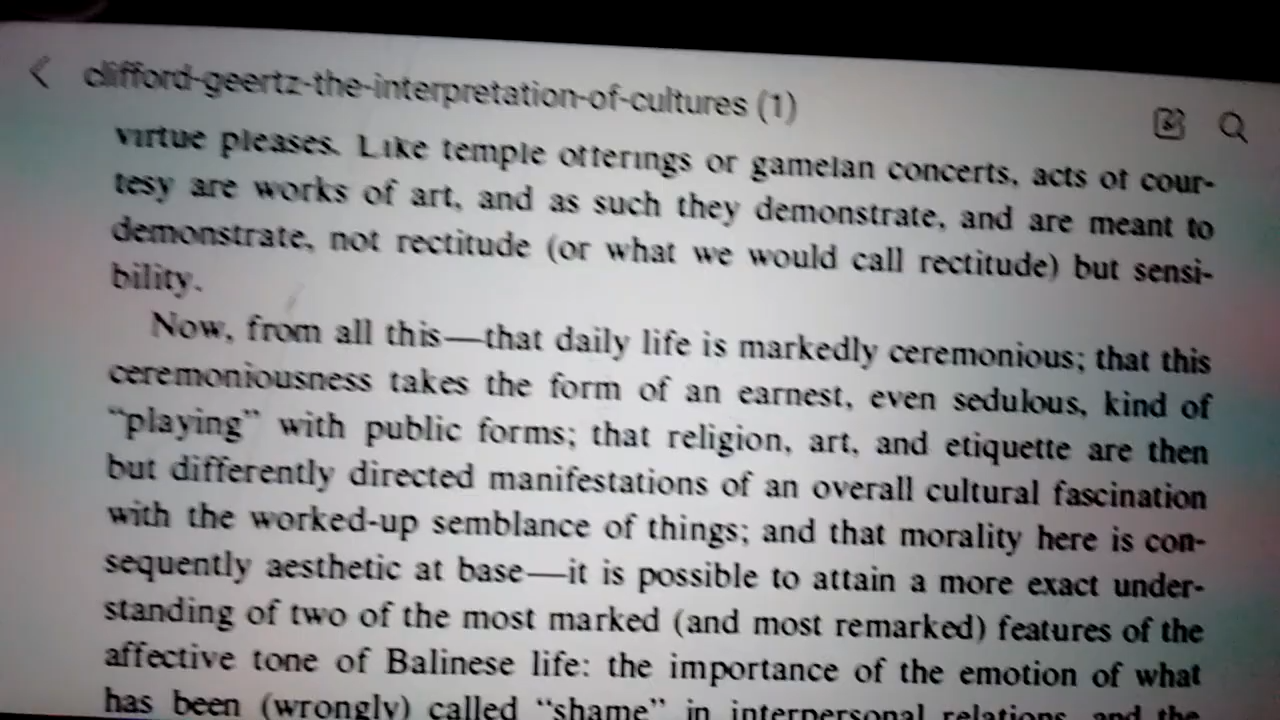 clifford-geertz-the-interpretation-of-cultures (1)
virtue pleases. Like temple offerings or gamelan concerts, acts of cour-
tesy are works of art, and as such they demonstrate, and are meant to
demonstrate, not rectitude (or what we would call rectitude) but sensi-
bility.
Now, from all this—that daily life is markedly ceremonious; that this
ceremoniousness takes the form of an earnest, even sedulous, kind of
“playing” with public forms; that religion, art, and etiquette are then
but differently directed manifestations of an overall cultural fascination
with the worked-up semblance of things; and that morality here is con-
sequently aesthetic at base—it is possible to attain a more exact under-
standing of two of the most marked (and most remarked) features of the
affective tone of Balinese life: the importance of the emotion of what
has been (wrongly) called “shame” in interpersonal relations, and the